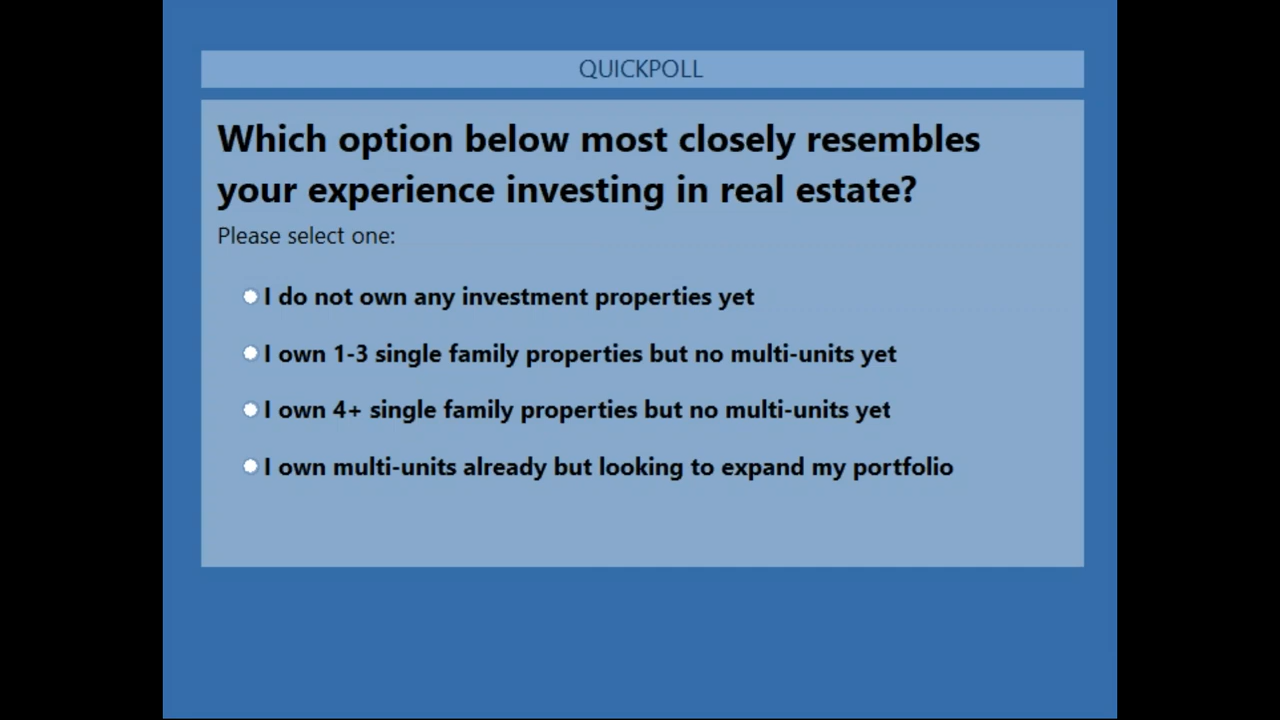 QUICKPOLL
Which option below most closely resembles
your experience investing in real estate?
Please select one:
I do not own any investment properties yet
I own 1-3 single family properties but no multi-units yet
I own 4+ single family properties but no multi-units yet
I own multi-units already but looking to expand my portfolio